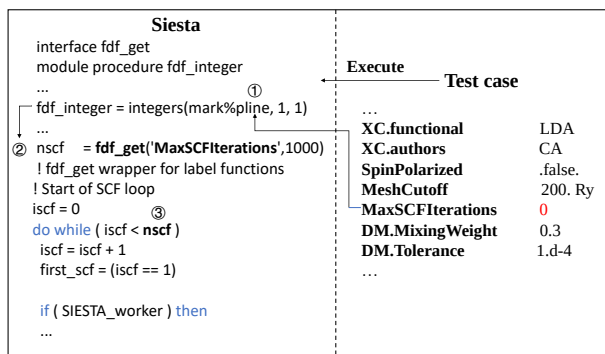 Siesta
interface fdf_get
module procedure fdf_integer
...
①
fdf_integer = integers(mark%pline, 1, 1)
...
② nscf = fdf_get('MaxSCFIterations',1000)
! fdf_get wrapper for label functions
! Start of SCF loop
iscf = 0
③
do while ( iscf < nscf )
iscf = iscf + 1
first_scf = (iscf == 1)
if ( SIESTA_worker ) then
...
Execute
Test case
...
XC.functional LDA
XC.authors CA
SpinPolarized .false.
MeshCutoff 200. Ry
MaxSCFIterations 0
DM.MixingWeight 0.3
DM.Tolerance 1.d-4
...